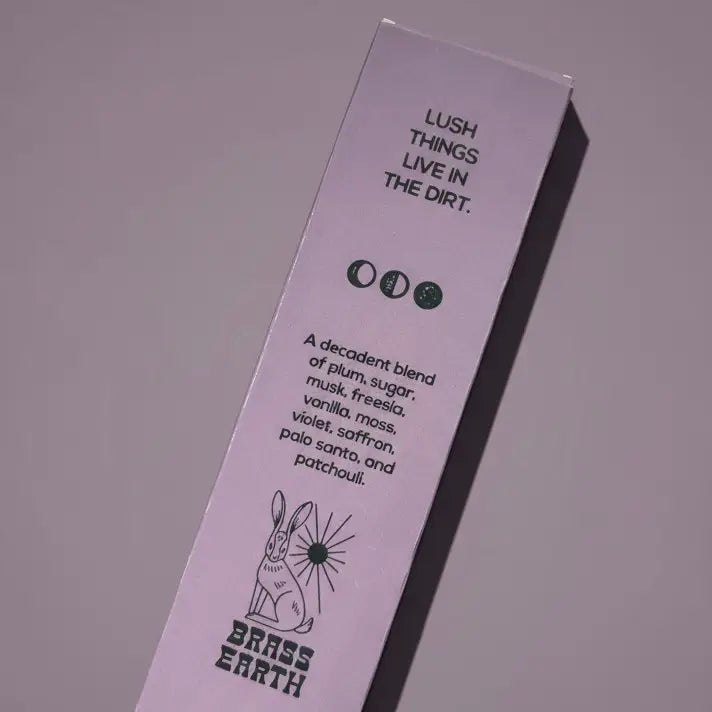 LUSH
THINGS
LIVE IN
THE DIRT.
A decadent blend
of plum, sugar,
musk, freesia,
vanilla, moss,
violet, saffron,
palo santo, and
patchouli.
BRASS
EARTH